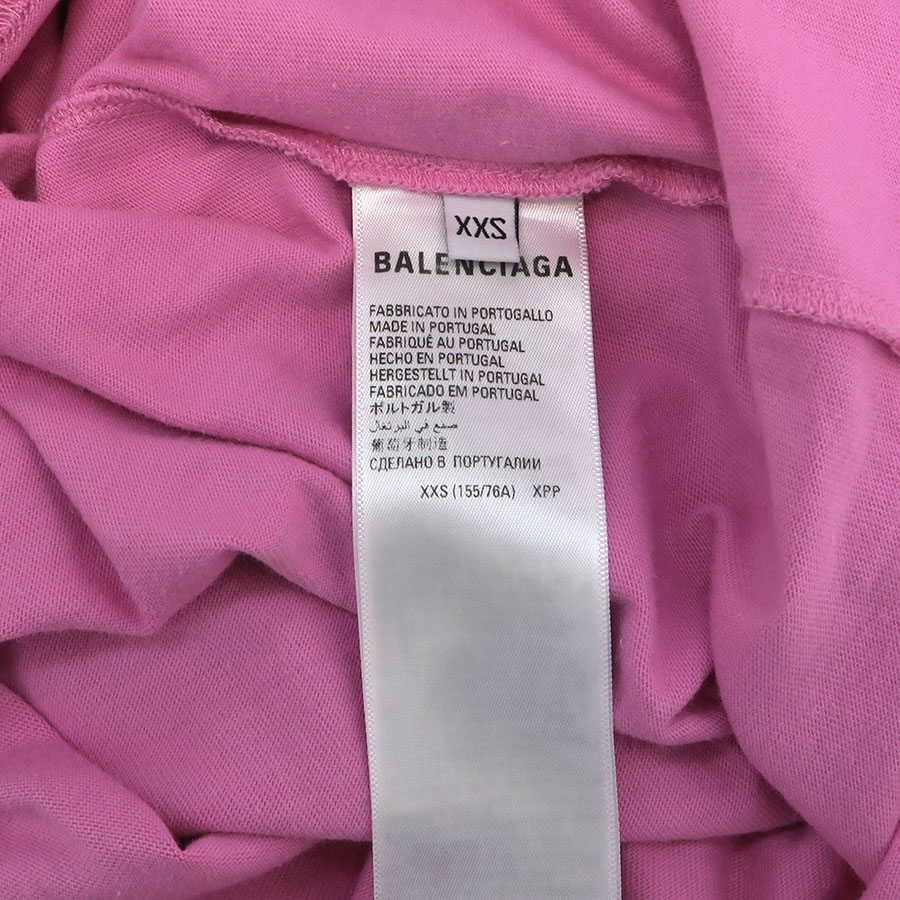 XXS
BALENCIAGA
FABBRICATO IN PORTOGALLO
MADE IN PORTUGAL
FABRIQUÉ AU PORTUGAL
HECHO EN PORTUGAL
HERGESTELLT IN PORTUGAL
FABRICADO EM PORTUGAL
ポルトガル製
صنع في البرتغال
葡萄牙制造
СДЕЛАНО В ПОРТУГАЛИИ
XXS (155/76A) XPP